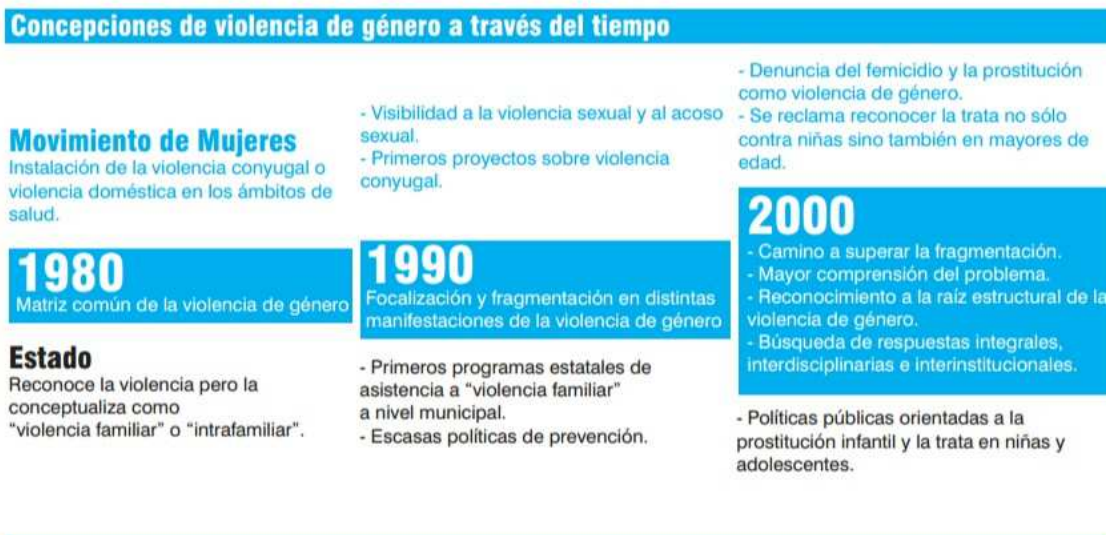 Concepciones de violencia de género a través del tiempo
Movimiento de Mujeres
Instalación de la violencia conyugal o
violencia doméstica en los ámbitos de
salud.
1980
Matriz común de la violencia de género
Estado
Reconoce la violencia pero la
conceptualiza como
“violencia familiar” o “intrafamiliar”.
- Visibilidad a la violencia sexual y al acoso
sexual.
- Primeros proyectos sobre violencia
conyugal.
1990
Focalización y fragmentación en distintas
manifestaciones de la violencia de género
- Primeros programas estatales de
asistencia a “violencia familiar”
a nivel municipal.
- Escasas políticas de prevención.
- Denuncia del femicidio y la prostitución
como violencia de género.
- Se reclama reconocer la trata no sólo
contra niñas sino también en mayores de
edad.
2000
- Camino a superar la fragmentación.
- Mayor comprensión del problema.
- Reconocimiento a la raíz estructural de la
violencia de género.
- Búsqueda de respuestas integrales,
interdisciplinarias e interinstitucionales.
- Políticas públicas orientadas a la
prostitución infantil y la trata en niñas y
adolescentes.